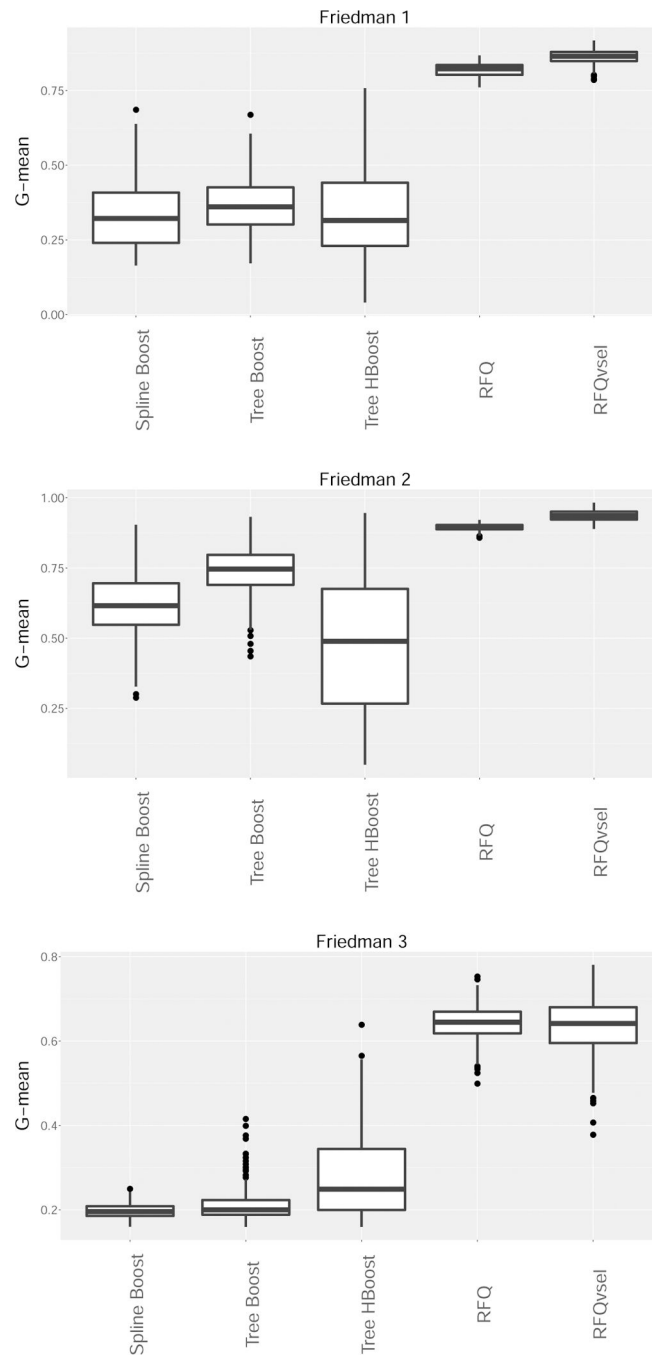 Friedman 1
G-mean
0.75
0.50
0.25
0.00
Spline Boost
Tree Boost
Tree HBoost
RFQ
RFQvsel
Friedman 2
G-mean
1.00
0.75
0.50
0.25
Spline Boost
Tree Boost
Tree HBoost
RFQ
RFQvsel
Friedman 3
G-mean
0.8
0.6
0.4
0.2
Spline Boost
Tree Boost
Tree HBoost
RFQ
RFQvsel